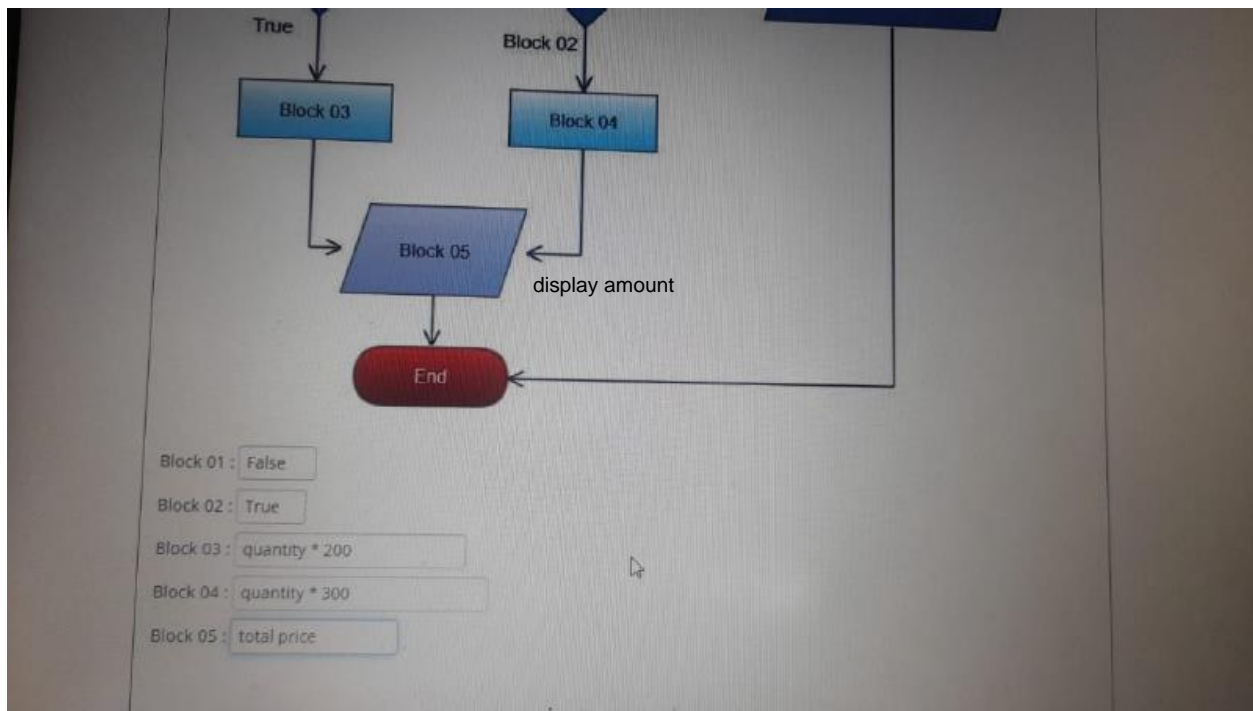 True
Block 02
Block 03
Block 04
Block 05
display amount
End
Block 01 : False
Block 02 : True
Block 03 : quantity * 200
Block 04 : quantity * 300
Block 05 : total price